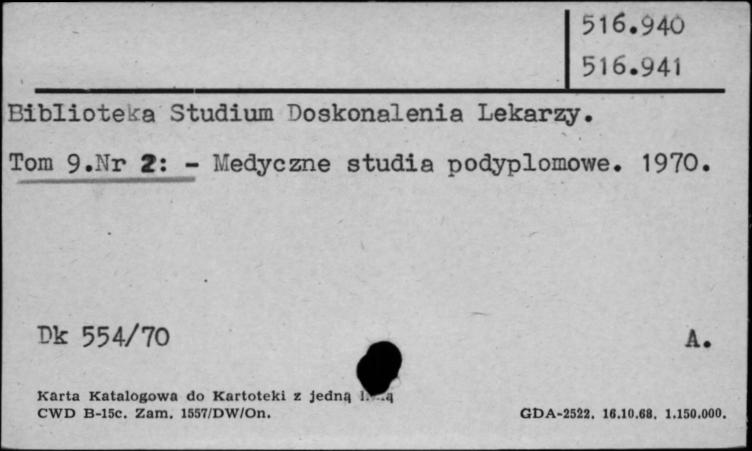 516.940
516.941
Biblioteka Studium Doskonalenia Lekarzy.
Tom 9.Nr 2: - Medyczne studia podyplomowe. 1970.
Dk 554/70
A.
Karta Katalogowa do Kartoteki z jedną
CWD B-15c. Zam. 1557/DW/On.
GDA-2522. 16.10.68. 1.150.000.